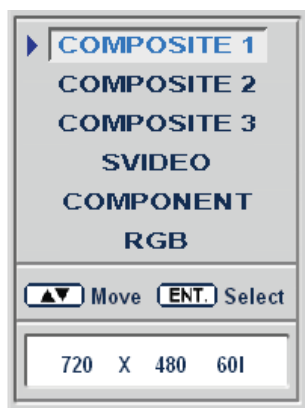 COMPOSITE 1
COMPOSITE 2
COMPOSITE 3
SVIDEO
COMPONENT
RGB
▲▼ Move ENT. Select
720 X 480 60I